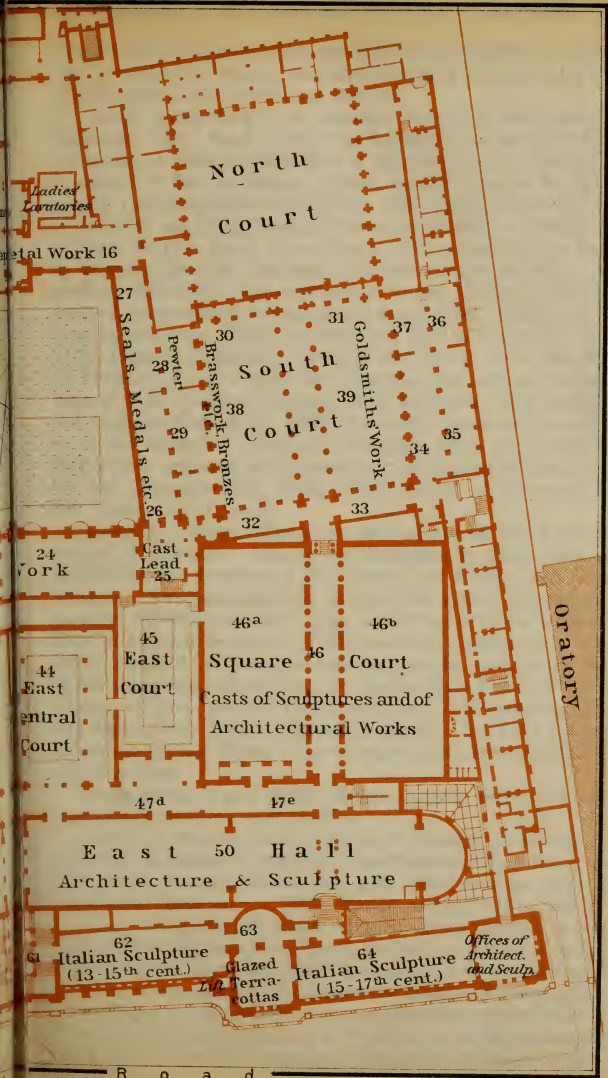 North
Court
Ladies'
Lavatories
etal Work 16
27
Seals, Medals etc.
28
Pewter
29
26
30
Brasswork, Bronzes
etc.
38
31
South
Court
39
Goldsmiths' Work
37
36
34
35
32
33
24
ork
Cast
Lead
25
45
East
Court
46a
46
46b
Square Court
Casts of Sculptures and of
Architectural Works
44
East
entral
Court
47d
47e
East 50 Hall
Architecture & Sculpture
61
62
Italian Sculpture
(13-15th cent.)
63
Glazed
Terra-
rottas
Lift
64
Italian Sculpture
(15-17th cent.)
Offices of
Architect.
and Sculp.
oratory
Road